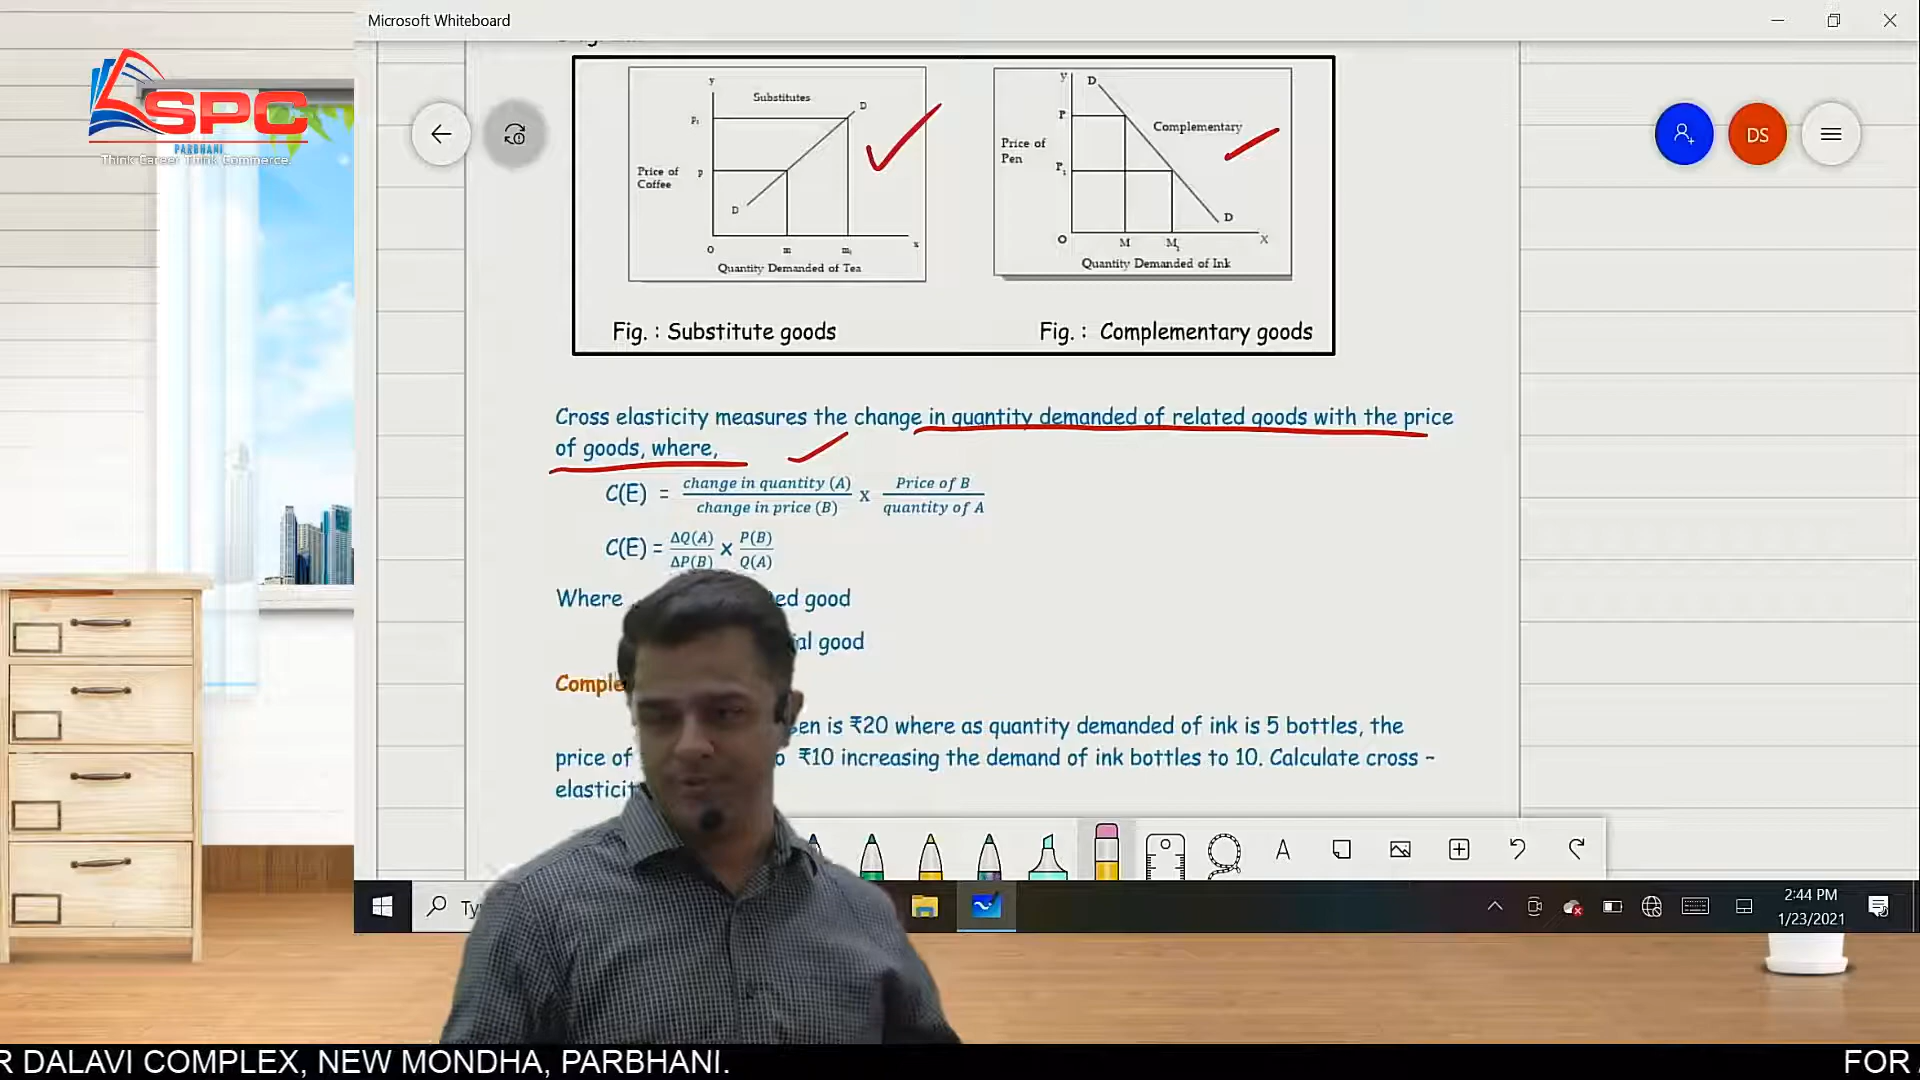 Microsoft Whiteboard
SPC
PARBHANI
Think Career Think Commerce.
DS
y
Substitutes
D
P₁
Price of
Coffee
P
D
O
m
m₁
x
Quantity Demanded of Tea
y
D
P
Complementary
Price of
Pen
P₁
D
O
M
M₁
X
Quantity Demanded of Ink
Fig. : Substitute goods
Fig. : Complementary goods
Cross elasticity measures the change in quantity demanded of related goods with the price
of goods, where,
C(E) = change in quantity (A) / change in price (B) x Price of B / quantity of A
C(E) = ΔQ(A) / ΔP(B) x P(B) / Q(A)
Where good
good
is ₹20 where as quantity demanded of ink is 5 bottles, the
price of ₹10 increasing the demand of ink bottles to 10. Calculate cross -
A
2:44 PM
1/23/2021
DALAVI COMPLEX, NEW MONDHA, PARBHANI.
FOR